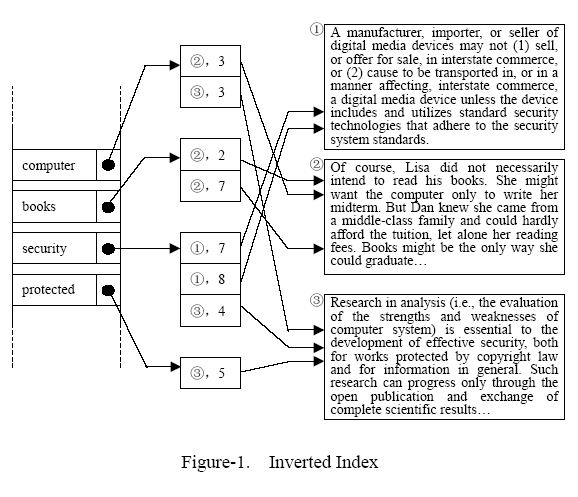 computer
books
security
protected
②, 3
③, 3
②, 2
②, 7
①, 7
①, 8
③, 4
③, 5
①
A manufacturer, importer, or seller of
digital media devices may not (1) sell,
or offer for sale, in interstate commerce,
or (2) cause to be transported in, or in a
manner affecting, interstate commerce,
a digital media device unless the device
includes and utilizes standard security
technologies that adhere to the security
system standards.
②
Of course, Lisa did not necessarily
intend to read his books. She might
want the computer only to write her
midterm. But Dan knew she came from
a middle-class family and could hardly
afford the tuition, let alone her reading
fees. Books might be the only way she
could graduate…
③
Research in analysis (i.e., the evaluation
of the strengths and weaknesses of
computer system) is essential to the
development of effective security, both
for works protected by copyright law
and for information in general. Such
research can progress only through the
open publication and exchange of
complete scientific results…
Figure-1. Inverted Index